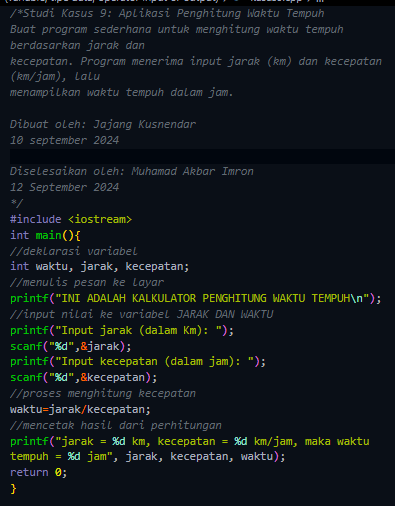 /*Studi Kasus 9: Aplikasi Penghitung Waktu Tempuh
Buat program sederhana untuk menghitung waktu tempuh
berdasarkan jarak dan
kecepatan. Program menerima input jarak (km) dan kecepatan
(km/jam), lalu
menampilkan waktu tempuh dalam jam.
Dibuat oleh: Jajang Kusnendar
10 september 2024
Diselesaikan oleh: Muhamad Akbar Imron
12 September 2024
*/
#include <iostream>
int main(){
//deklarasi variabel
int waktu, jarak, kecepatan;
//menulis pesan ke layar
printf("INI ADALAH KALKULATOR PENGHITUNG WAKTU TEMPUH\n");
//input nilai ke variabel JARAK DAN WAKTU
printf("Input jarak (dalam Km): ");
scanf("%d",&jarak);
printf("Input kecepatan (dalam jam): ");
scanf("%d",&kecepatan);
//proses menghitung kecepatan
waktu=jarak/kecepatan;
//mencetak hasil dari perhitungan
printf("jarak = %d km, kecepatan = %d km/jam, maka waktu
tempuh = %d jam", jarak, kecepatan, waktu);
return 0;
}